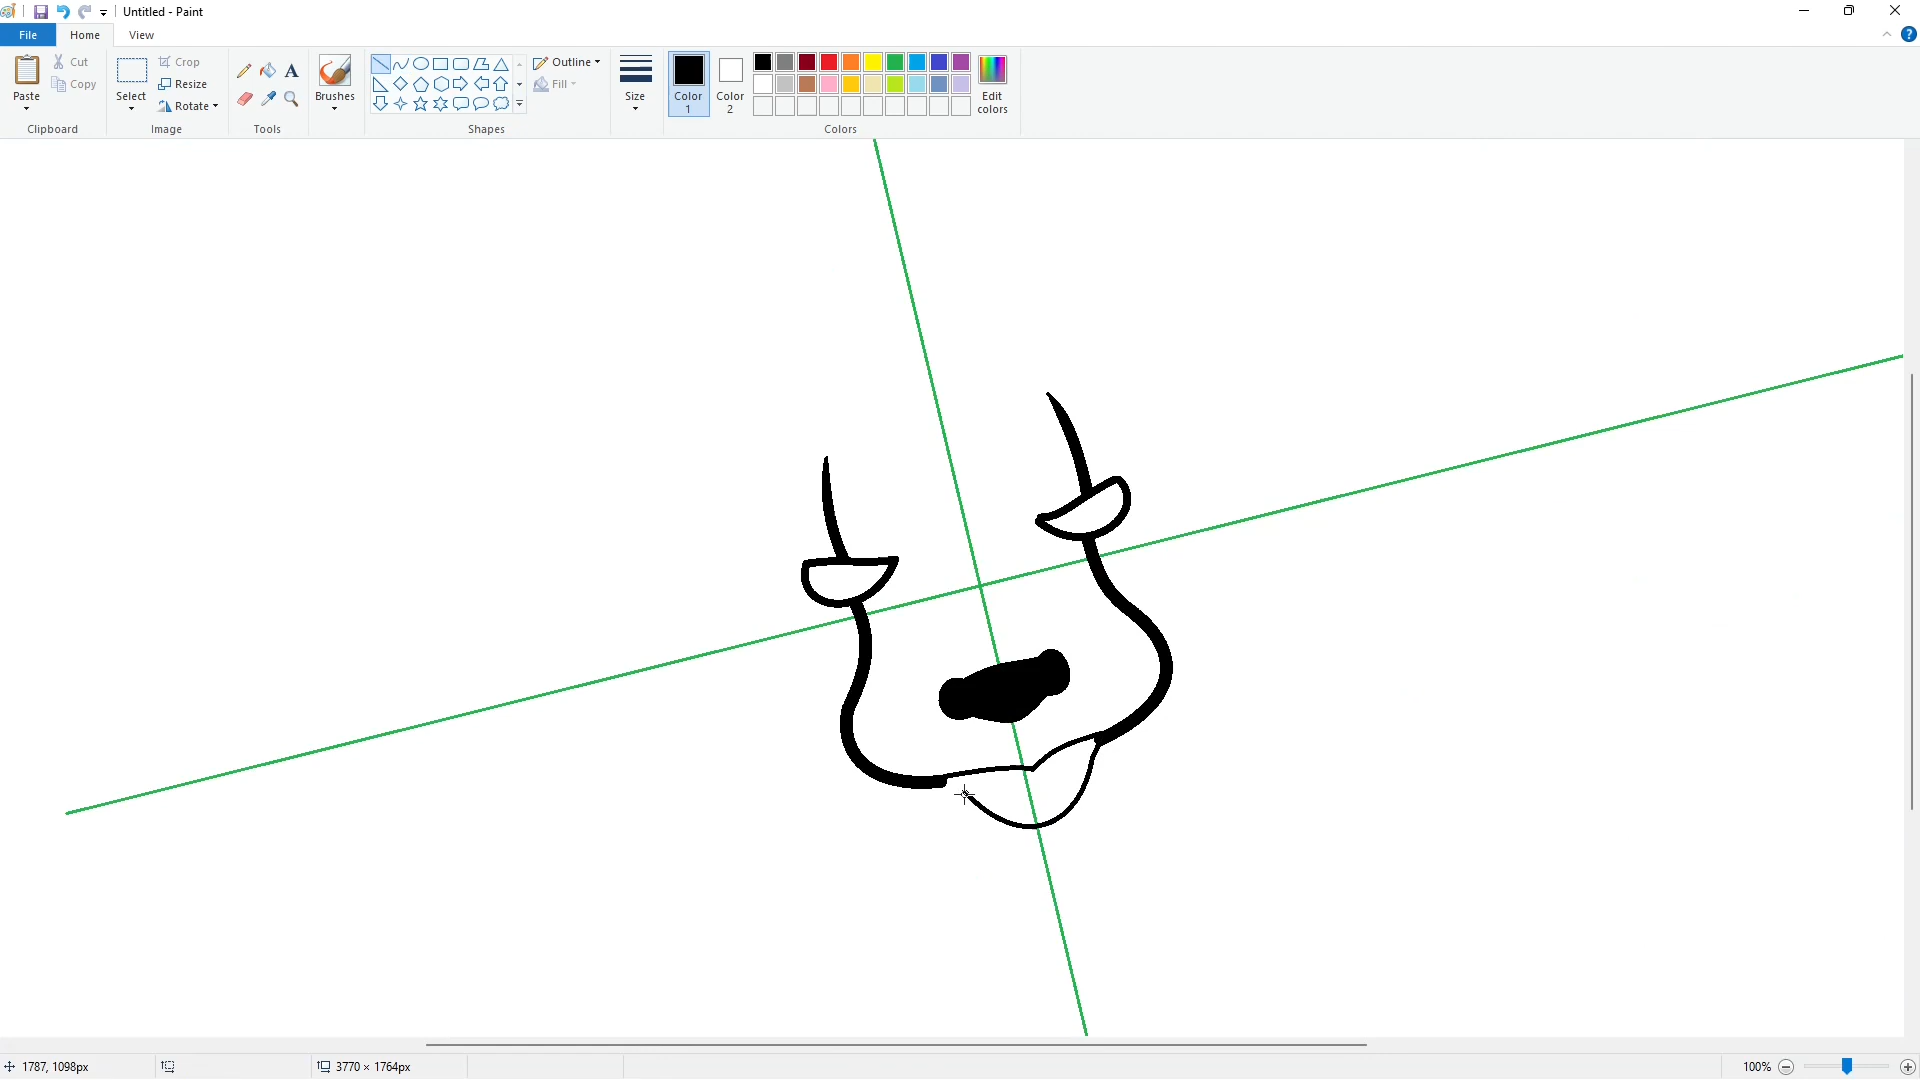 Untitled - Paint
File Home View
Paste Cut Copy
Select Crop Resize Rotate
Brushes
Outline Fill
Size
Color 1 Color 2
Edit colors
Clipboard Image Tools Shapes Colors
1787, 1098px 3770 × 1764px 100%